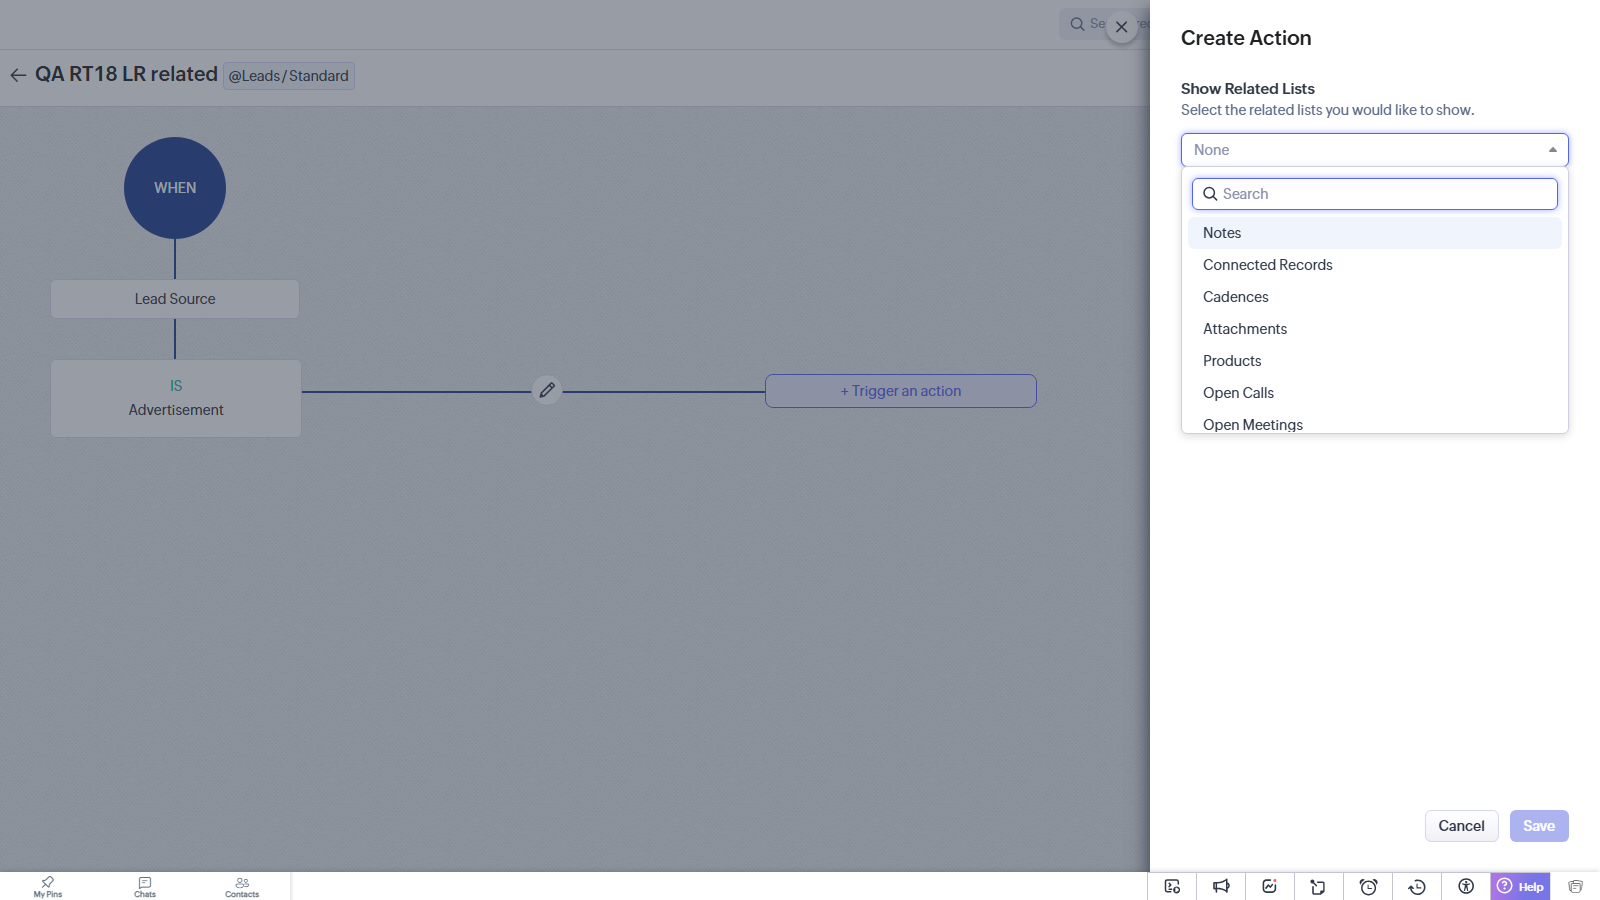 Create Action
QA RT18 LR related
@Leads / Standard
Show Related Lists
Select the related lists you would like to show.
None
Search
Notes
Connected Records
Cadences
Attachments
Products
Open Calls
Open Meetings
WHEN
Lead Source
IS
Advertisement
+ Trigger an action
Cancel
Save
My Pins
Chats
Contacts
Help